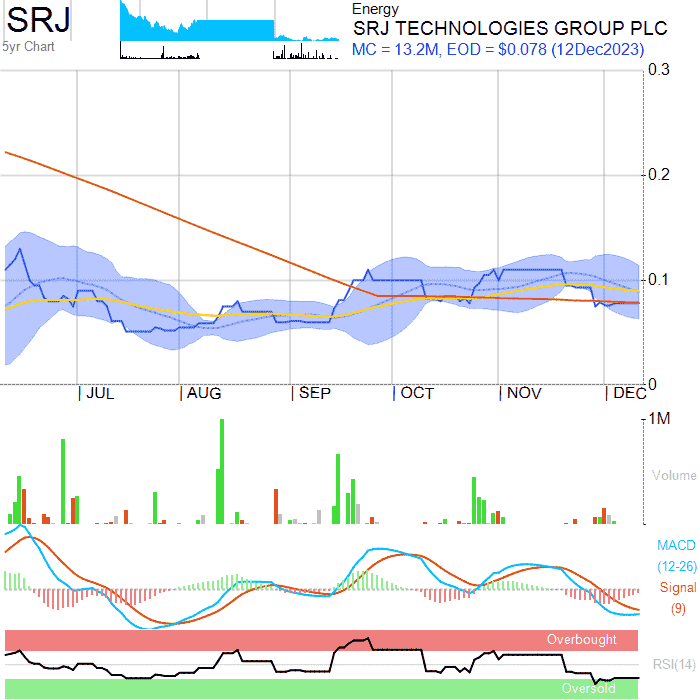 SRJ
5yr Chart
Energy
SRJ TECHNOLOGIES GROUP PLC
MC = 13.2M, EOD = $0.078 (12Dec2023)
0.3
0.2
0.1
0
JUL AUG SEP OCT NOV DEC
1M
Volume
MACD
(12-26)
Signal
(9)
Overbought
RSI(14)
Oversold